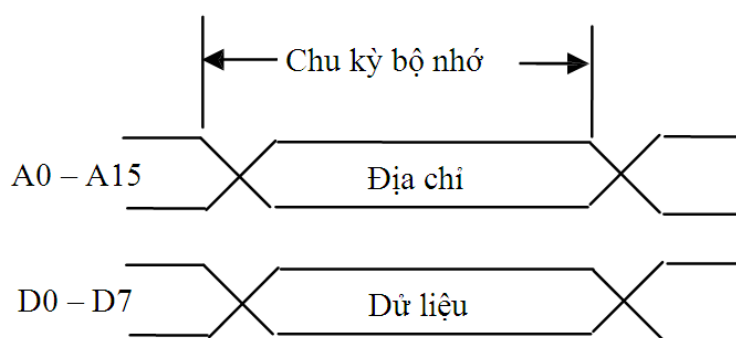 Chu kỳ bộ nhớ
A0 – A15 Địa chỉ
D0 – D7 Dử liệu